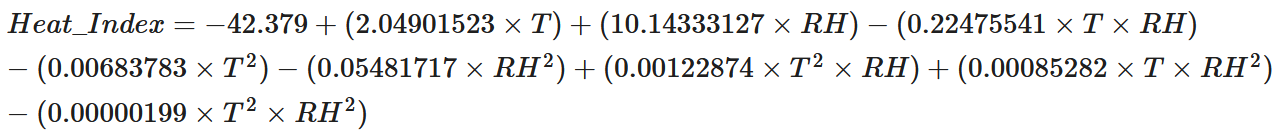 Heat_Index = −42.379 + (2.04901523 × T) + (10.14333127 × RH) − (0.22475541 × T × RH)
− (0.00683783 × T²) − (0.05481717 × RH²) + (0.00122874 × T² × RH) + (0.00085282 × T × RH²)
− (0.00000199 × T² × RH²)